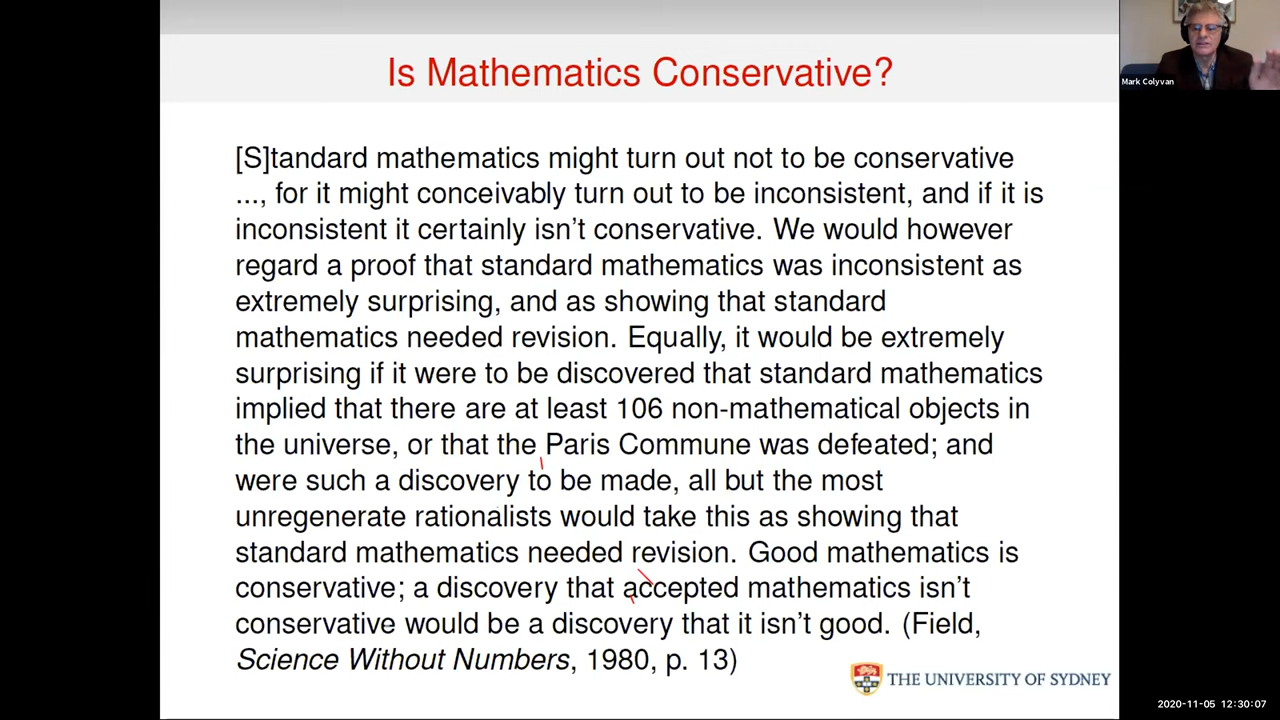 Is Mathematics Conservative?
Mark Colyvan
[S]tandard mathematics might turn out not to be conservative
..., for it might conceivably turn out to be inconsistent, and if it is
inconsistent it certainly isn't conservative. We would however
regard a proof that standard mathematics was inconsistent as
extremely surprising, and as showing that standard
mathematics needed revision. Equally, it would be extremely
surprising if it were to be discovered that standard mathematics
implied that there are at least 106 non-mathematical objects in
the universe, or that the Paris Commune was defeated; and
were such a discovery to be made, all but the most
unregenerate rationalists would take this as showing that
standard mathematics needed revision. Good mathematics is
conservative; a discovery that accepted mathematics isn't
conservative would be a discovery that it isn't good. (Field,
Science Without Numbers, 1980, p. 13)
THE UNIVERSITY OF SYDNEY
2020-11-05 12:30:07